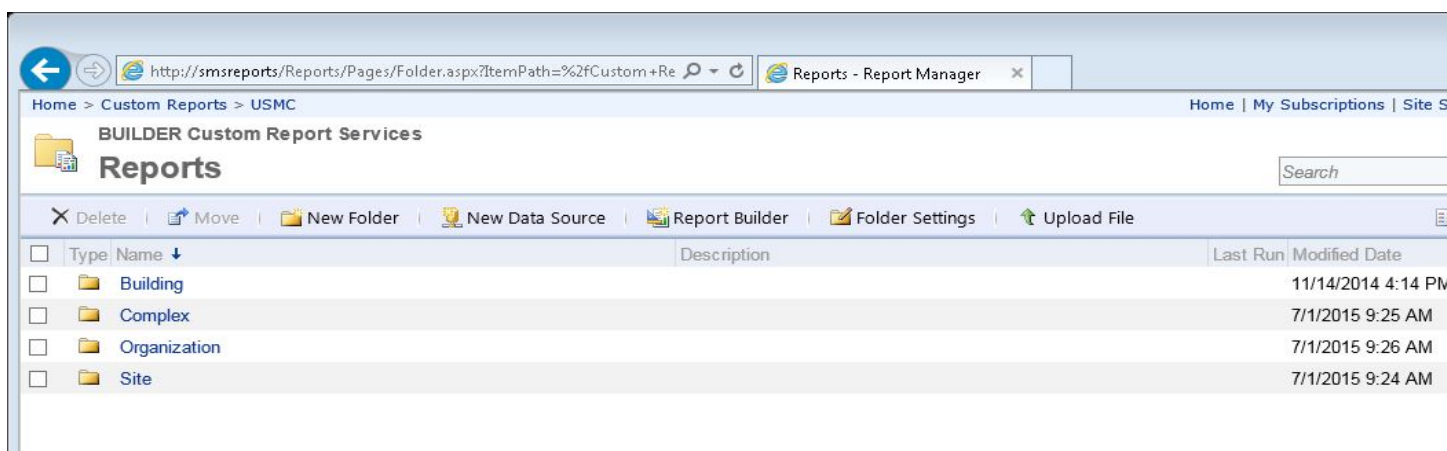 http://smsreports/Reports/Pages/Folder.aspx?ItemPath=%2fCustom+Re
Reports - Report Manager
Home > Custom Reports > USMC
Home | My Subscriptions | Site S
BUILDER Custom Report Services
Reports
Search
Delete Move New Folder New Data Source Report Builder Folder Settings Upload File
Type Name Description Last Run Modified Date
Building 11/14/2014 4:14 PM
Complex 7/1/2015 9:25 AM
Organization 7/1/2015 9:26 AM
Site 7/1/2015 9:24 AM